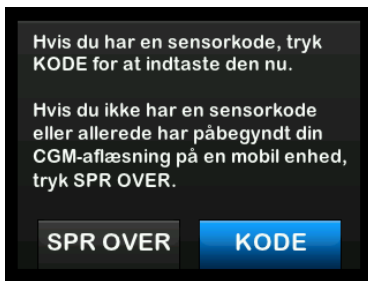 Hvis du har en sensorkode, tryk
KODE for at indtaste den nu.
Hvis du ikke har en sensorkode
eller allerede har påbegyndt din
CGM-aflæsning på en mobil enhed,
tryk SPR OVER.
SPR OVER
KODE